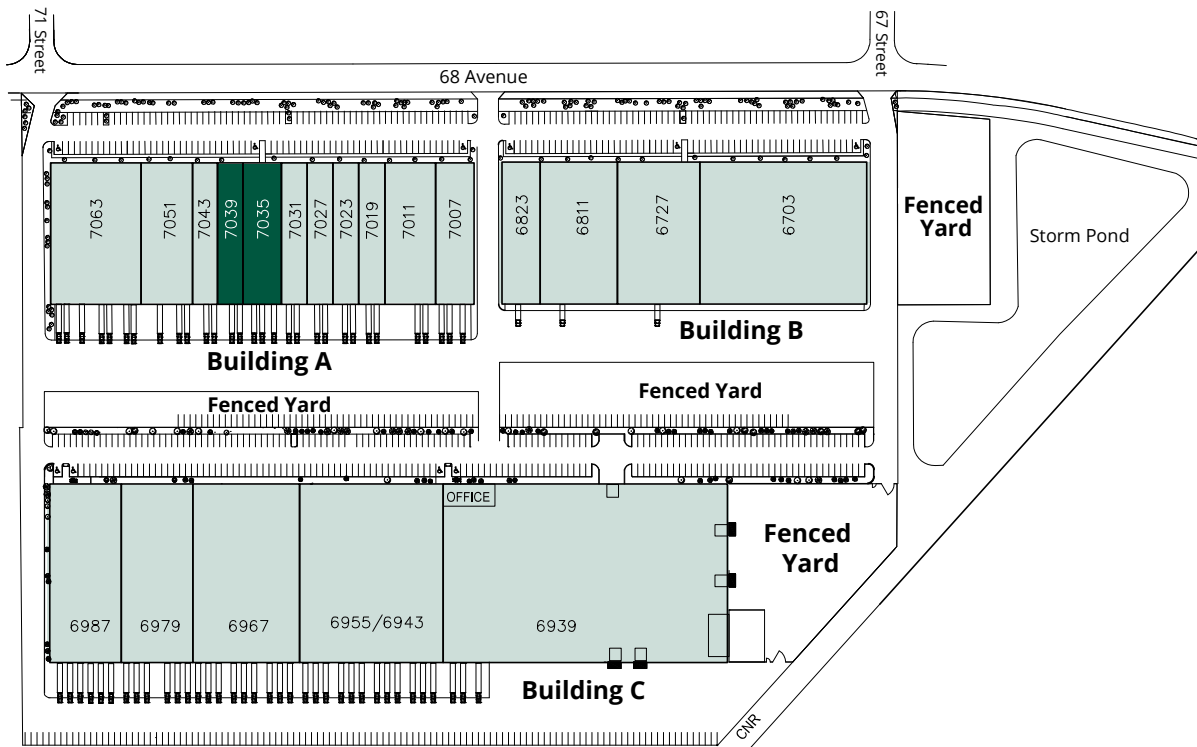 71 Street
67 Street
68 Avenue
7063
7051
7043
7039
7035
7031
7027
7023
7019
7011
7007
6823
6811
6727
6703
Fenced
Yard
Storm Pond
Building A
Building B
Fenced Yard
Fenced Yard
OFFICE
Fenced
Yard
6987
6979
6967
6955/6943
6939
Building C
CNR